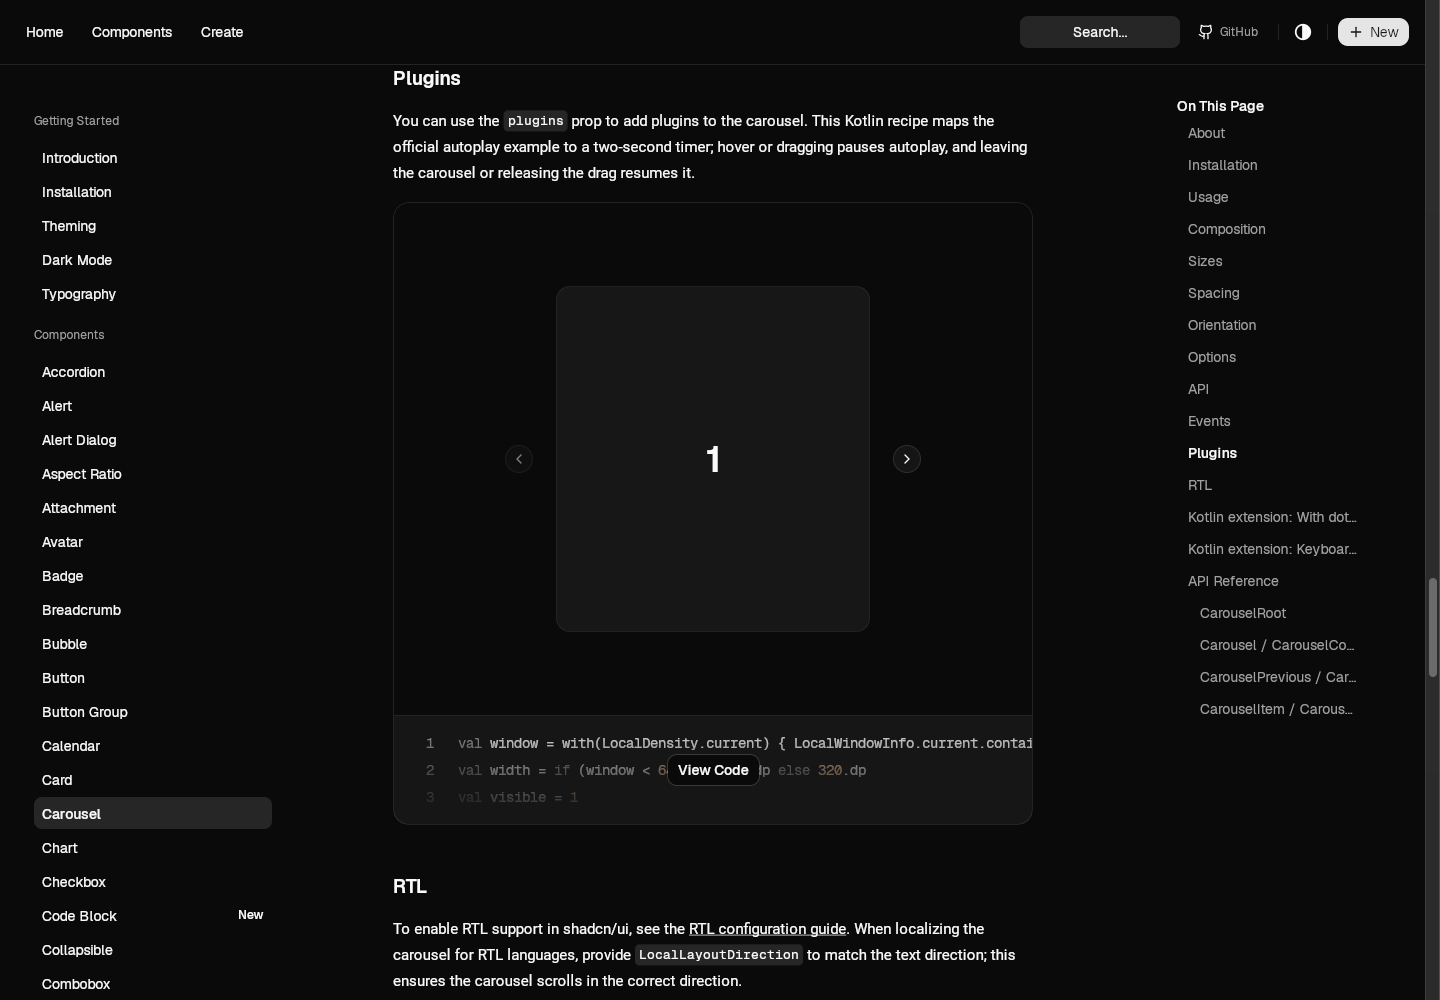 Home
Components
Create
Search...
GitHub
New
Getting Started
Introduction
Installation
Theming
Dark Mode
Typography
Components
Accordion
Alert
Alert Dialog
Aspect Ratio
Attachment
Avatar
Badge
Breadcrumb
Bubble
Button
Button Group
Calendar
Card
Carousel
Chart
Checkbox
Code Block New
Collapsible
Combobox
Plugins
You can use the plugins prop to add plugins to the carousel. This Kotlin recipe maps the
official autoplay example to a two-second timer; hover or dragging pauses autoplay, and leaving
the carousel or releasing the drag resumes it.
1
1 val window = with(LocalDensity.current) { LocalWindowInfo.current.contai
2 val width = if (window < dp else 320.dp
View Code
3 val visible = 1
RTL
To enable RTL support in shadcn/ui, see the RTL configuration guide. When localizing the
carousel for RTL languages, provide LocalLayoutDirection to match the text direction; this
ensures the carousel scrolls in the correct direction.
On This Page
About
Installation
Usage
Composition
Sizes
Spacing
Orientation
Options
API
Events
Plugins
RTL
Kotlin extension: With dot...
Kotlin extension: Keyboar...
API Reference
CarouselRoot
Carousel / CarouselCo...
CarouselPrevious / Car...
CarouselItem / Carous...